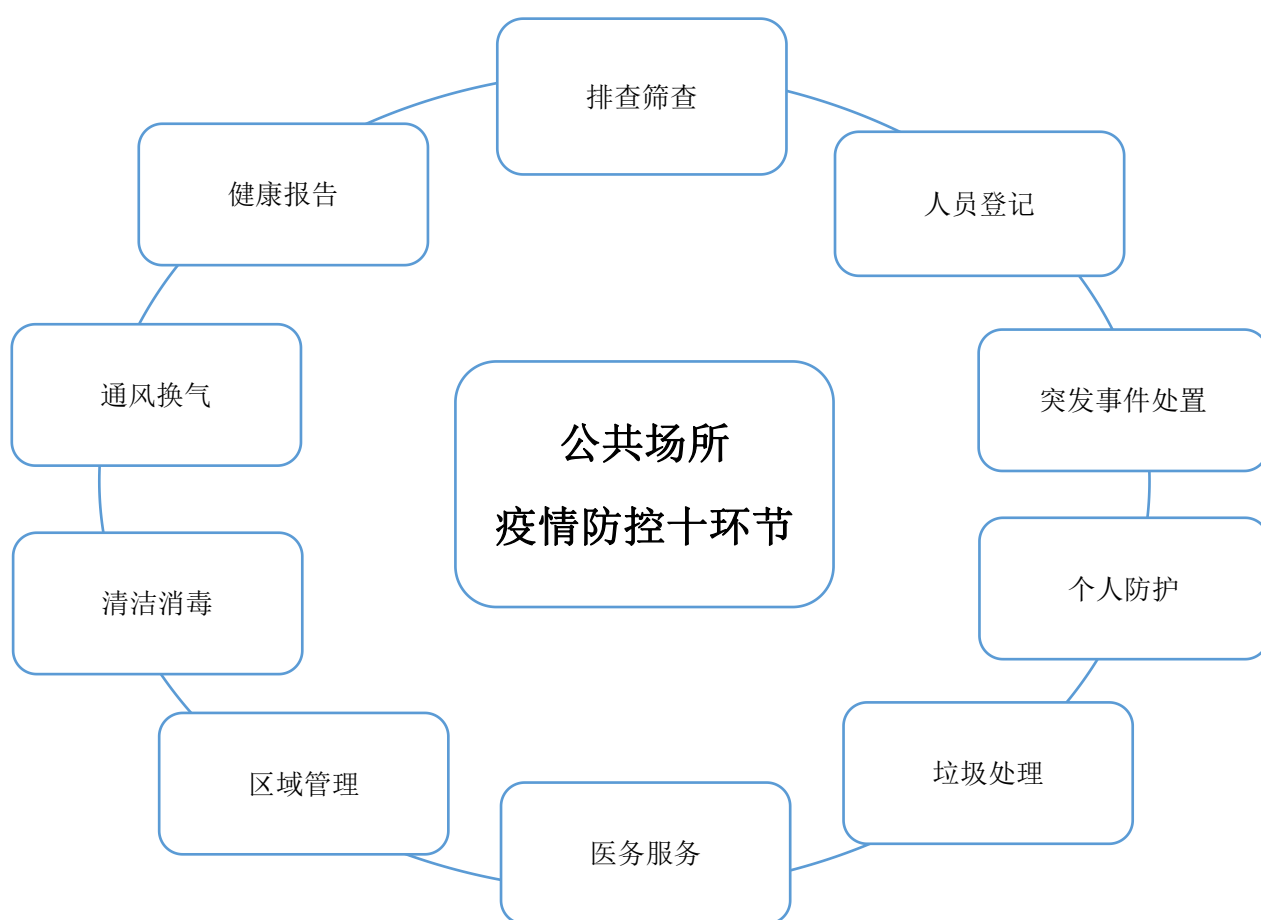 排查筛查
人员登记
突发事件处置
个人防护
垃圾处理
医务服务
区域管理
清洁消毒
通风换气
健康报告
公共场所
疫情防控十环节